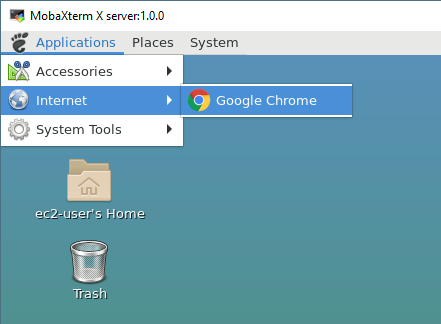 MobaXterm X server:1.0.0
Applications Places System
Accessories
Internet
Google Chrome
System Tools
ec2-user's Home
Trash